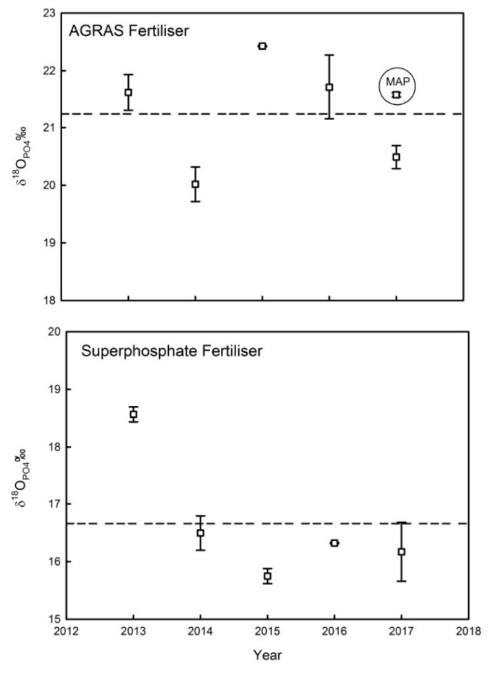 23
AGRAS Fertiliser
22
MAP
21
20
19
18
δ18OPO4‰
20
Superphosphate Fertiliser
19
18
17
16
15
δ18OPO4‰
2012 2013 2014 2015 2016 2017 2018
Year